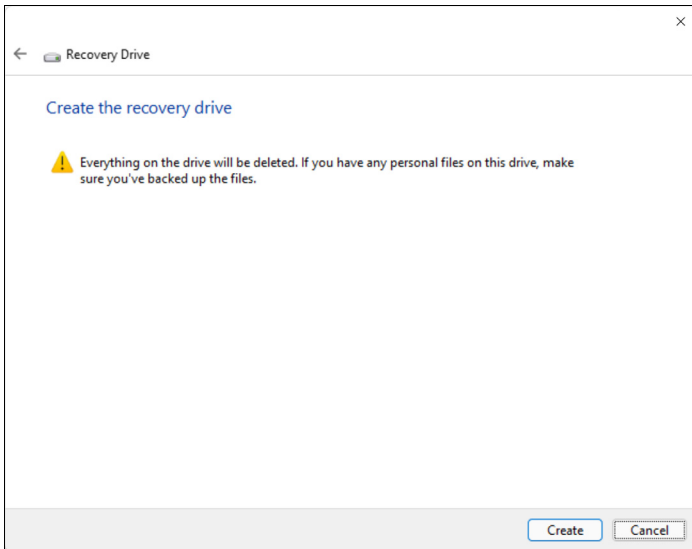 Recovery Drive
Create the recovery drive
Everything on the drive will be deleted. If you have any personal files on this drive, make
sure you've backed up the files.
Create
Cancel